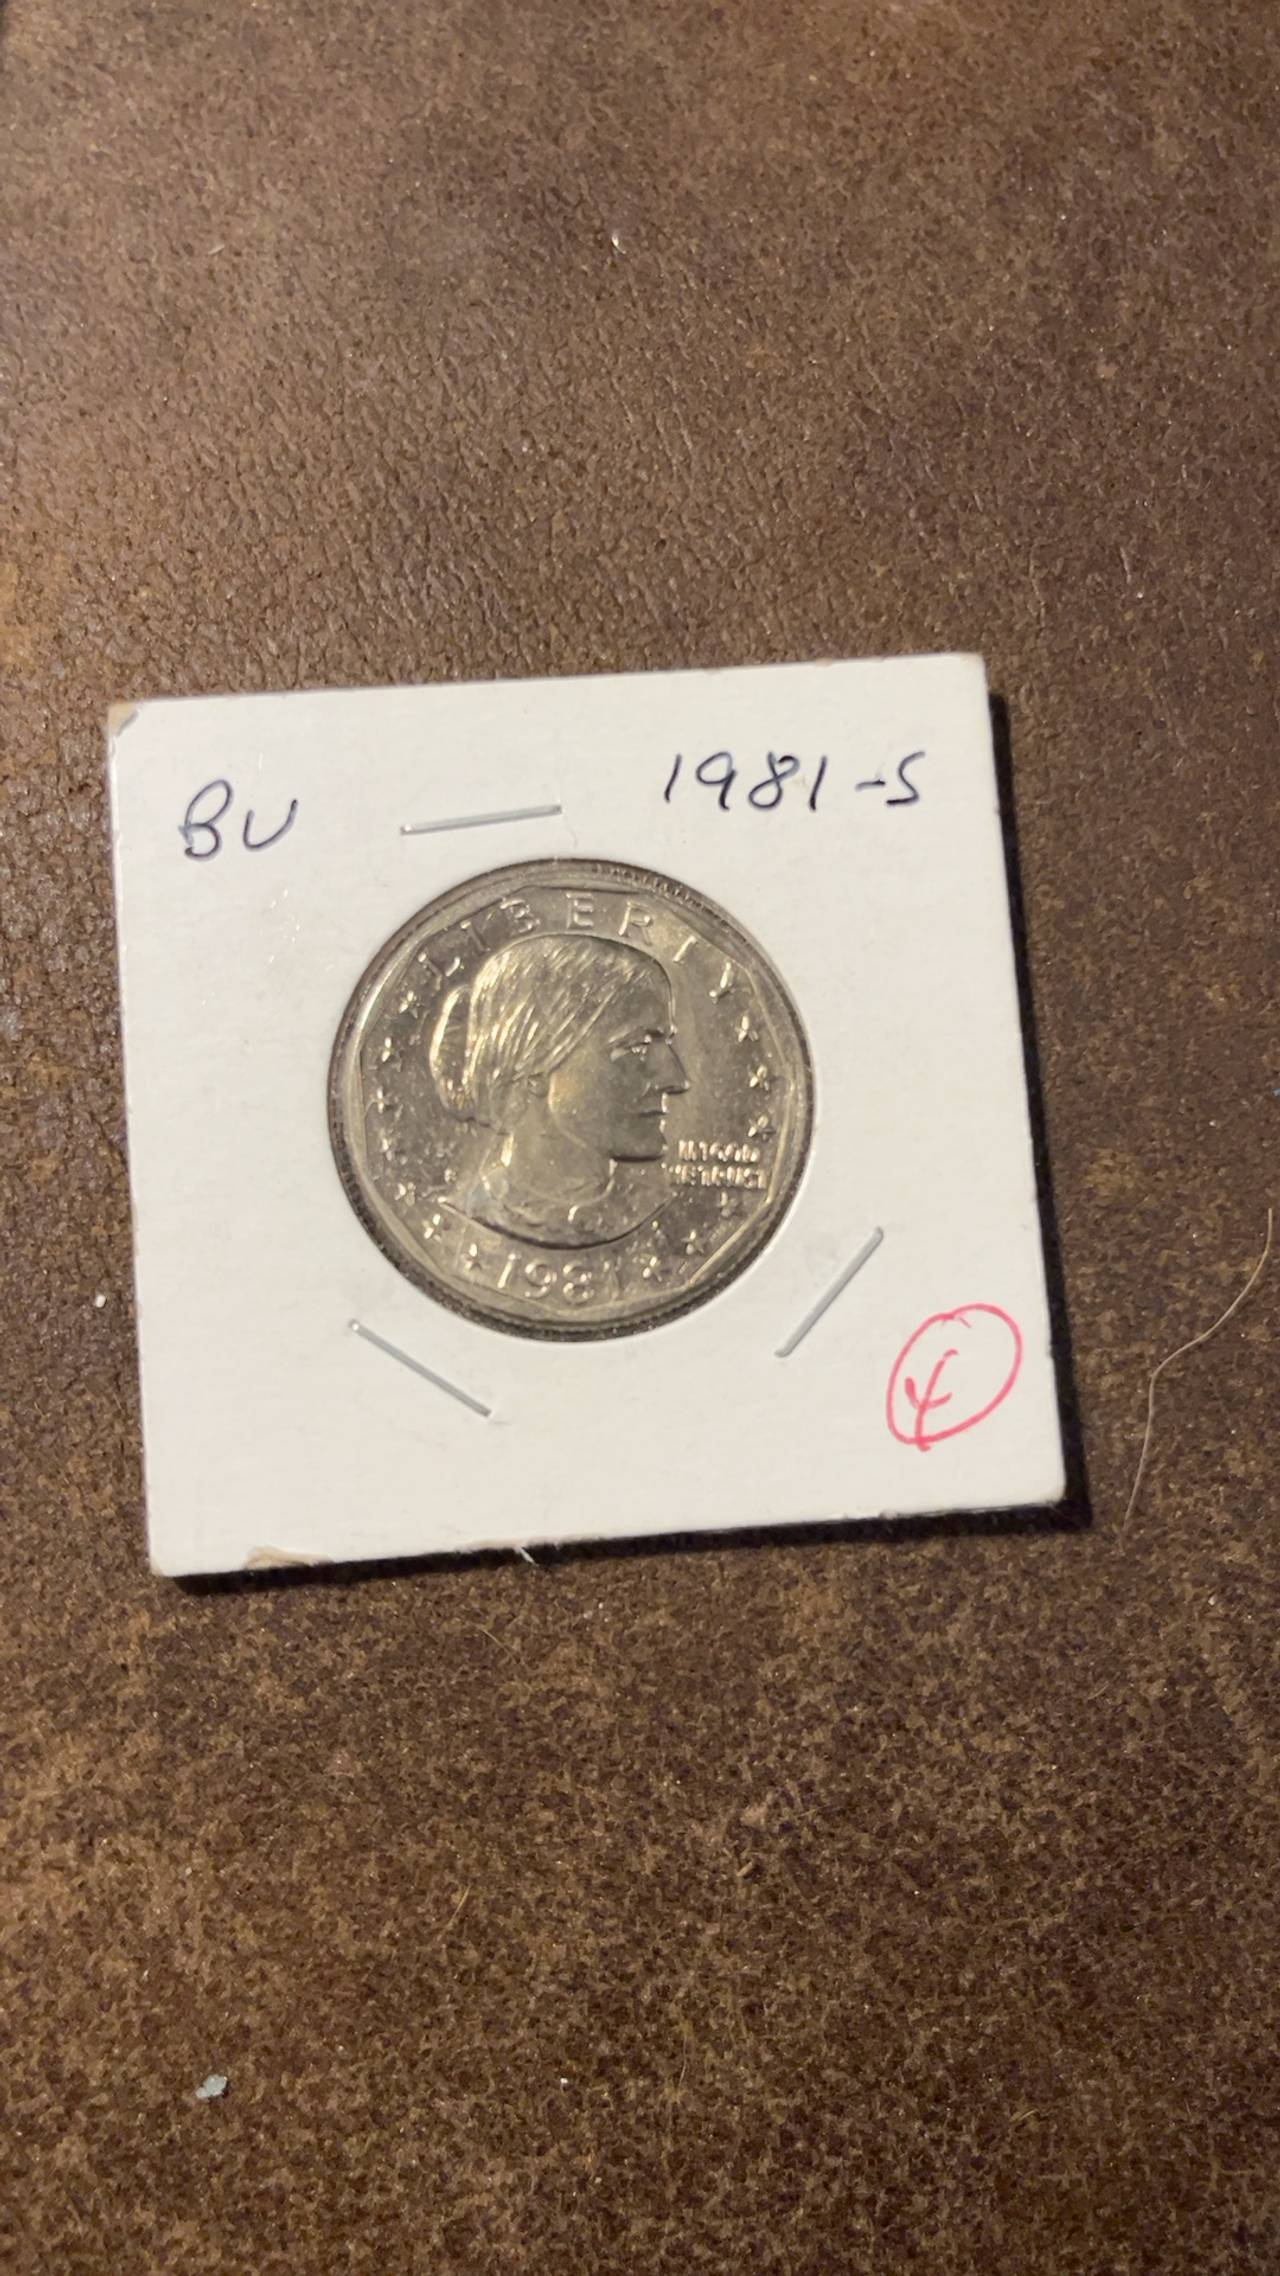 BU 1981-S
LIBERTY
IN GOD
WE TRUST
1981